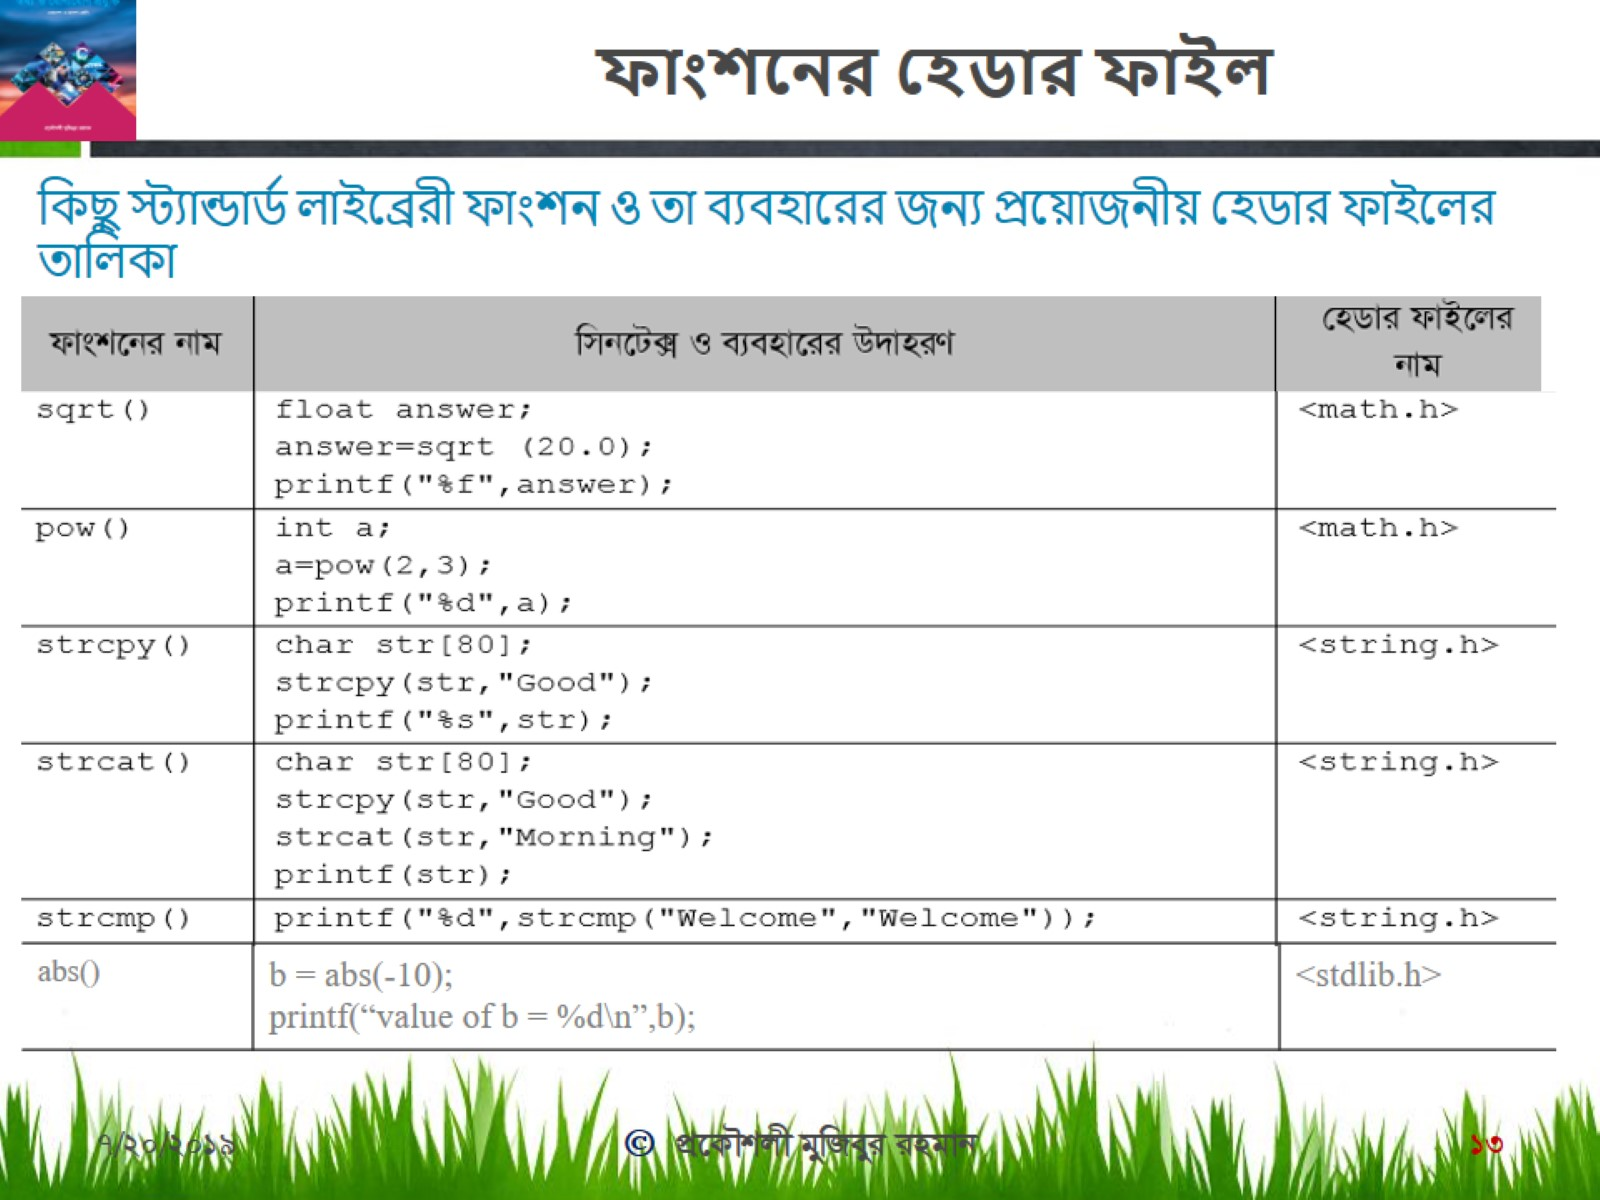 ফাংশনের হেডার ফাইল
কিছু স্ট্যান্ডার্ড লাইব্রেরী ফাংশন ও তা ব্যবহারের জন্য প্রয়োজনীয় হেডার ফাইলের
তালিকা
ফাংশনের নাম
সিনটেক্স ও ব্যবহারের উদাহরণ
হেডার ফাইলের
নাম
sqrt()
float answer;
answer=sqrt (20.0);
printf("%f",answer);
<math.h>
pow()
int a;
a=pow(2,3);
printf("%d",a);
<math.h>
strcpy()
char str[80];
strcpy(str,"Good");
printf("%s",str);
<string.h>
strcat()
char str[80];
strcpy(str,"Good");
strcat(str,"Morning");
printf(str);
<string.h>
strcmp()
printf("%d",strcmp("Welcome","Welcome"));
<string.h>
abs()
b = abs(-10);
printf(“value of b = %d\n”,b);
<stdlib.h>
৭/২০/২০১৯
© প্রকৌশলী মুজিবুর রহমান
১৩